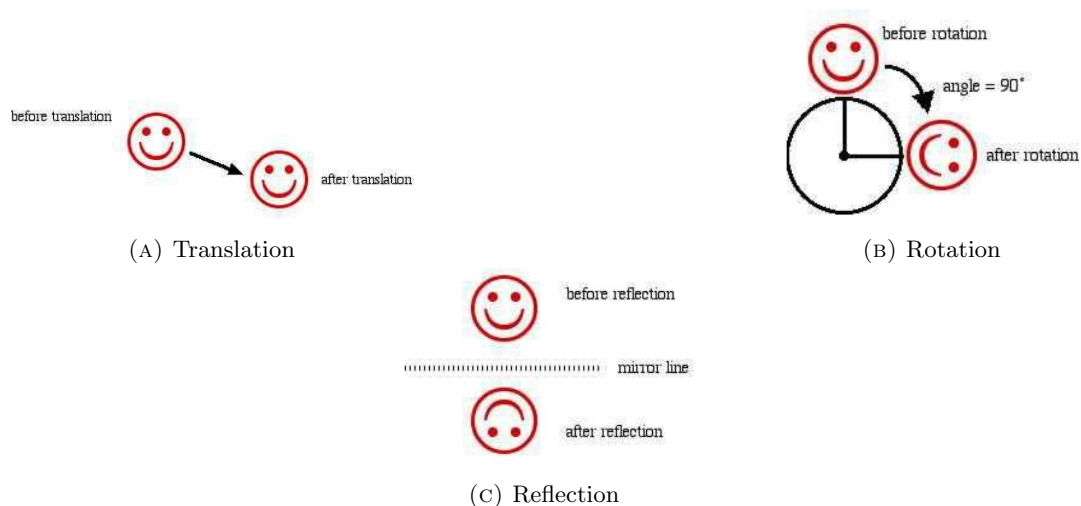 before translation
after translation
(A) Translation
before rotation
angle = 90°
after rotation
(B) Rotation
before reflection
mirror line
after reflection
(C) Reflection